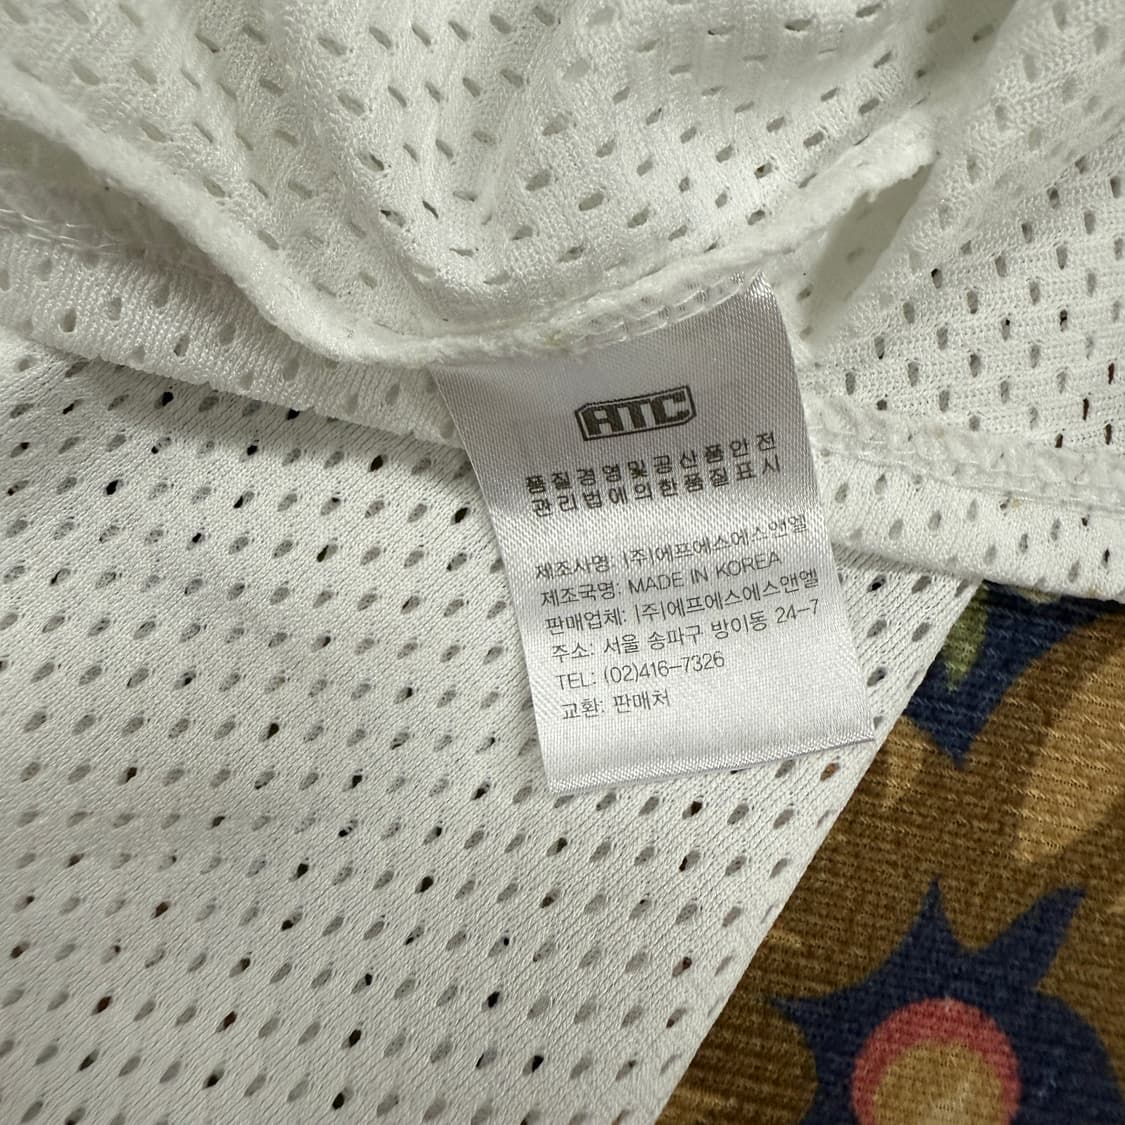 ATC
품질경영및공산품안전
관리법에의한품질표시
제조사명: (주)에프에스에스앤엘
제조국명: MADE IN KOREA
판매업체: (주)에프에스에스앤엘
주소: 서울 송파구 방이동 24-7
TEL: (02)416-7326
교환: 판매처